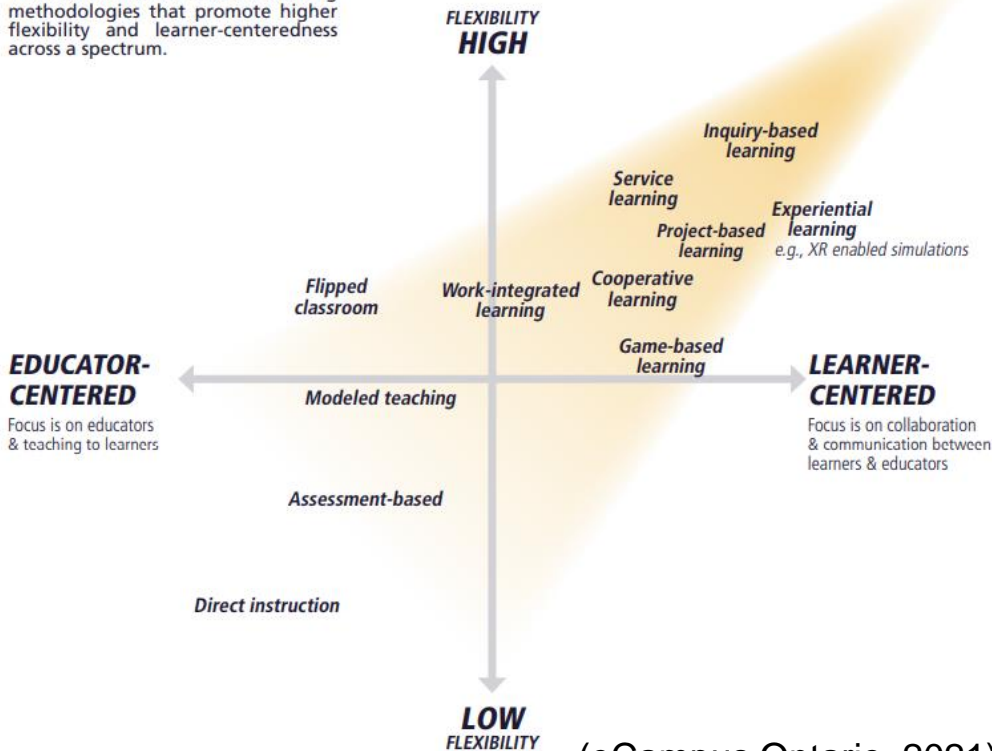 methodologies that promote higher
flexibility and learner-centeredness
across a spectrum.
FLEXIBILITY
HIGH
Inquiry-based
learning
Service
learning
Experiential
learning
e.g., XR enabled simulations
Project-based
learning
Flipped
classroom
Work-integrated
learning
Cooperative
learning
Game-based
learning
EDUCATOR-
CENTERED
Focus is on educators
& teaching to learners
LEARNER-
CENTERED
Focus is on collaboration
& communication between
learners & educators
Modeled teaching
Assessment-based
Direct instruction
LOW
FLEXIBILITY
(eCampus Ontario, 2021)